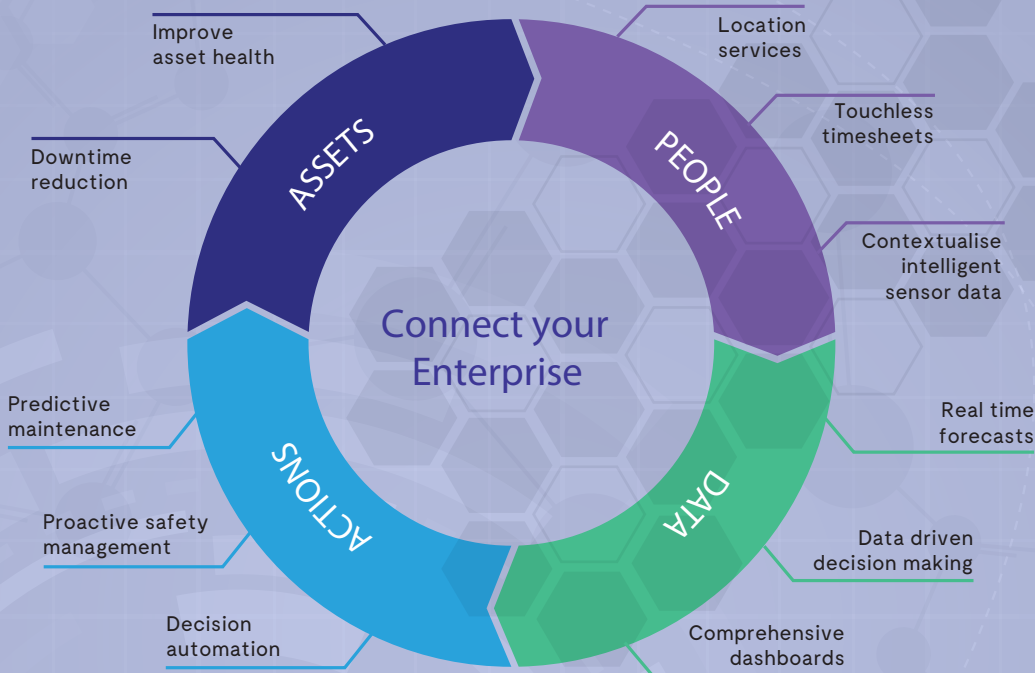 Improve
asset health
Location
services
Downtime
reduction
Touchless
timesheets
ASSETS
PEOPLE
Contextualise
intelligent
sensor data
Connect your
Enterprise
Predictive
maintenance
Real time
forecasts
ACTIONS
DATA
Proactive safety
management
Data driven
decision making
Decision
automation
Comprehensive
dashboards